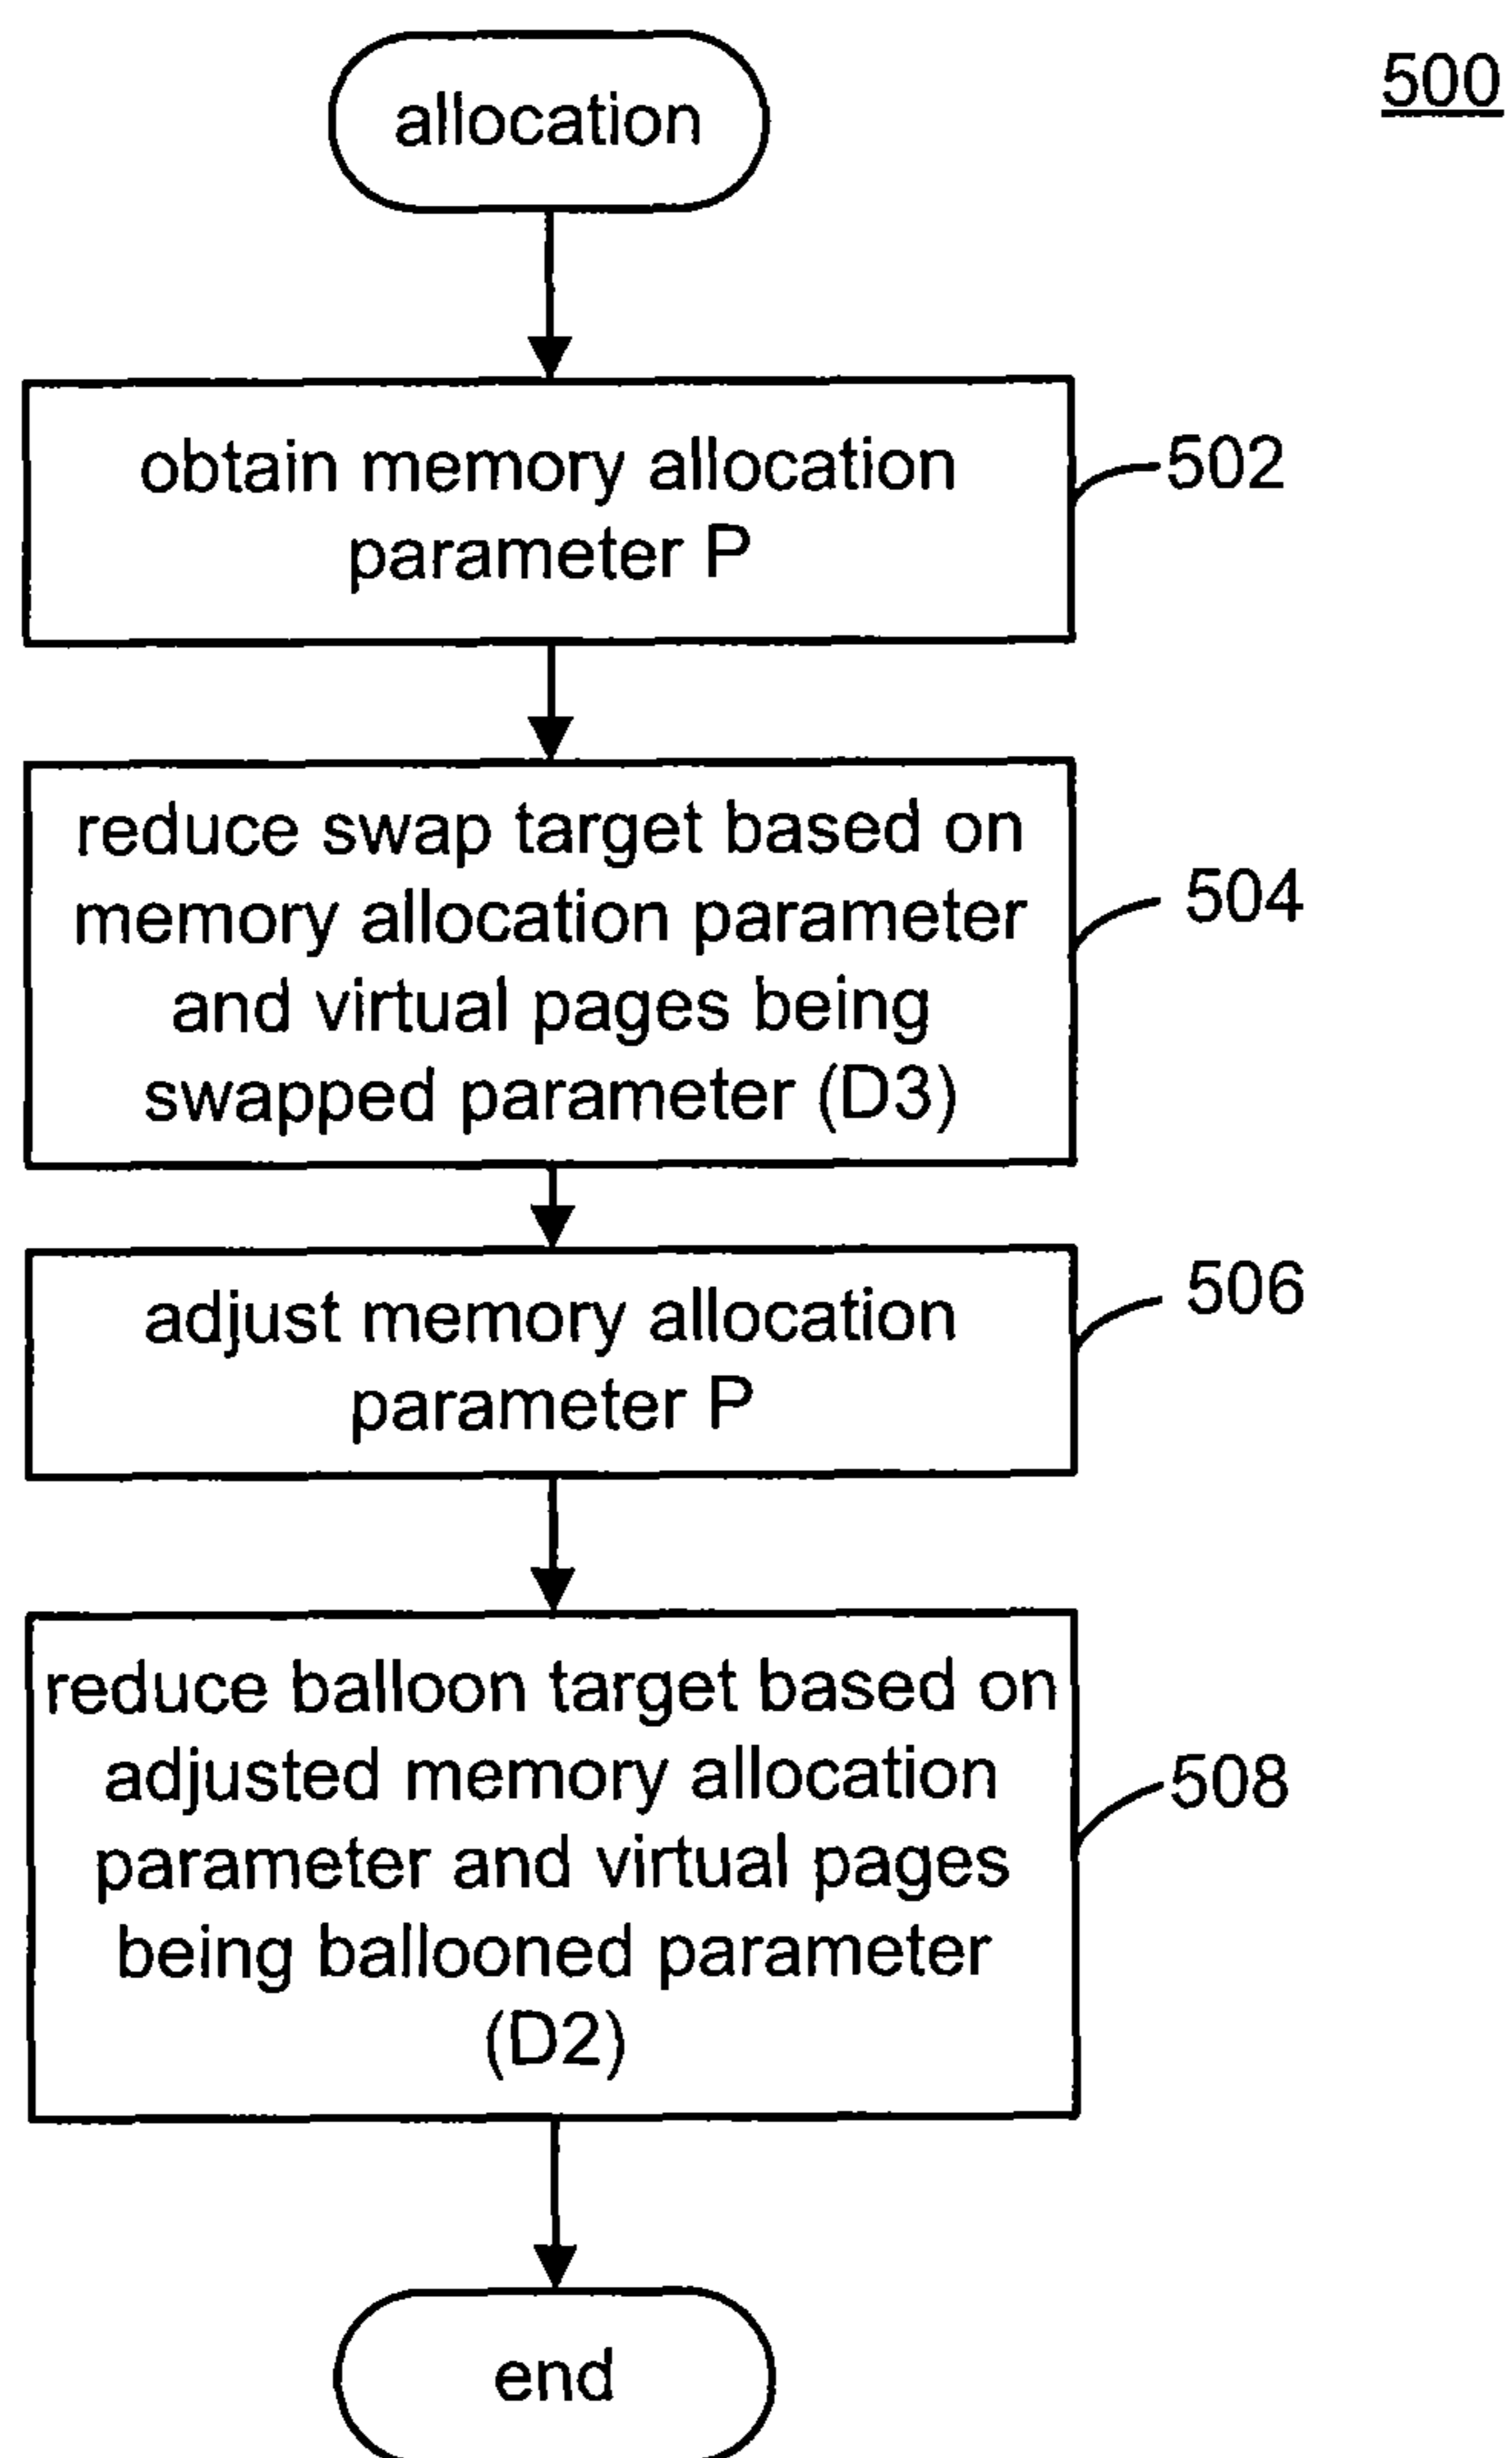 500
allocation
obtain memory allocation
parameter P
502
reduce swap target based on
memory allocation parameter
and virtual pages being
swapped parameter (D3)
504
adjust memory allocation
parameter P
506
reduce balloon target based on
adjusted memory allocation
parameter and virtual pages
being ballooned parameter
(D2)
508
end